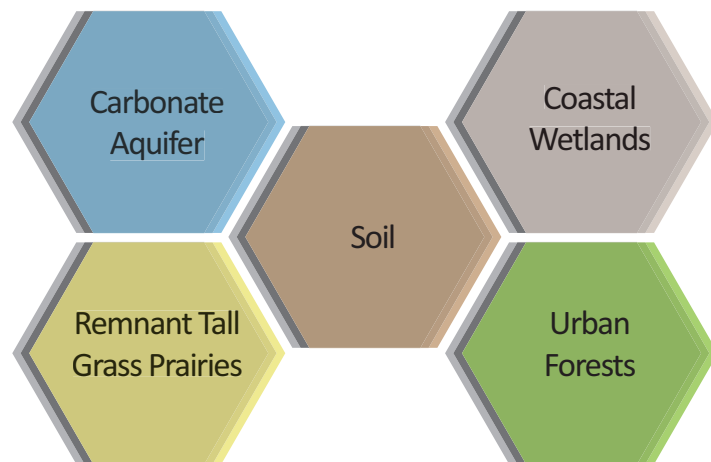 Carbonate
Aquifer
Coastal
Wetlands
Soil
Remnant Tall
Grass Prairies
Urban
Forests